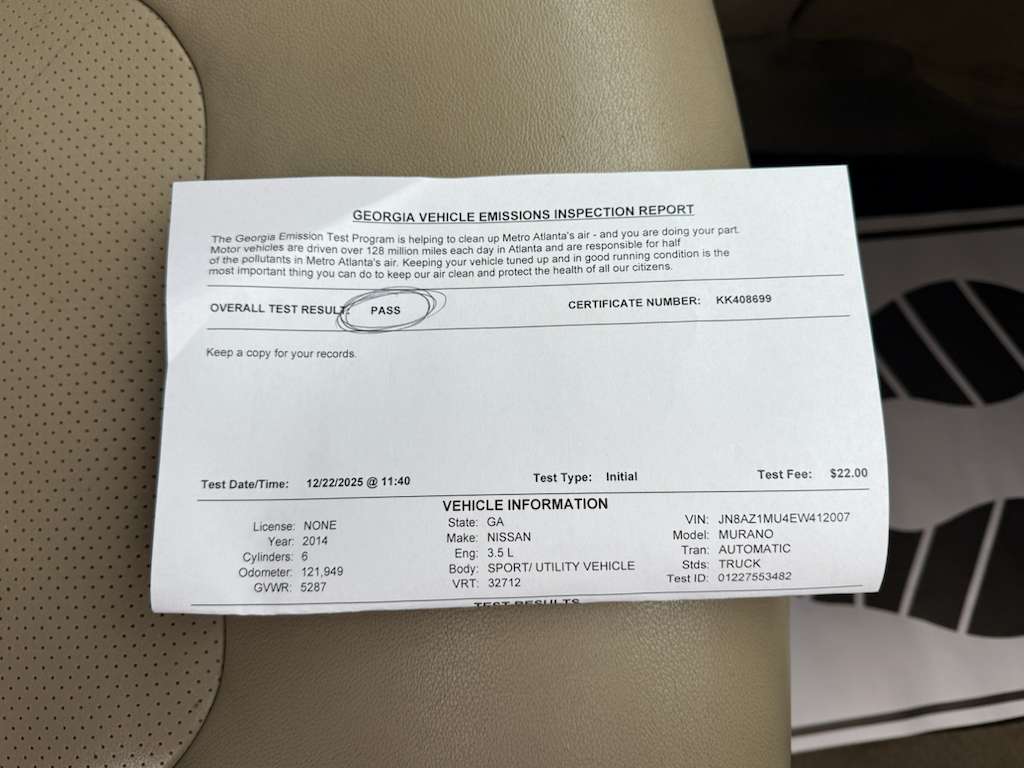 GEORGIA VEHICLE EMISSIONS INSPECTION REPORT
The Georgia Emission Test Program is helping to clean up Metro Atlanta's air - and you are doing your part.
Motor vehicles are driven over 128 million miles each day in Atlanta and are responsible for half
of the pollutants in Metro Atlanta's air. Keeping your vehicle tuned up and in good running condition is the
most important thing you can do to keep our air clean and protect the health of all our citizens.
OVERALL TEST RESULT: PASS CERTIFICATE NUMBER: KK408699
Keep a copy for your records.
Test Date/Time: 12/22/2025 @ 11:40 Test Type: Initial Test Fee: $22.00
VEHICLE INFORMATION
License: NONE State: GA VIN: JN8AZ1MU4EW412007
Year: 2014 Make: NISSAN Model: MURANO
Cylinders: 6 Eng: 3.5 L Tran: AUTOMATIC
Odometer: 121,949 Body: SPORT/ UTILITY VEHICLE Stds: TRUCK
GVWR: 5287 VRT: 32712 Test ID: 01227553482
TEST RESULTS